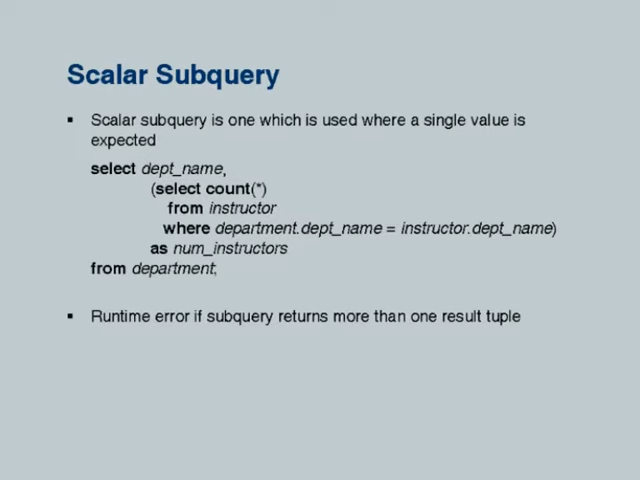 Scalar Subquery
▪ Scalar subquery is one which is used where a single value is
expected
select dept_name,
(select count(*)
from instructor
where department.dept_name = instructor.dept_name)
as num_instructors
from department;
▪ Runtime error if subquery returns more than one result tuple